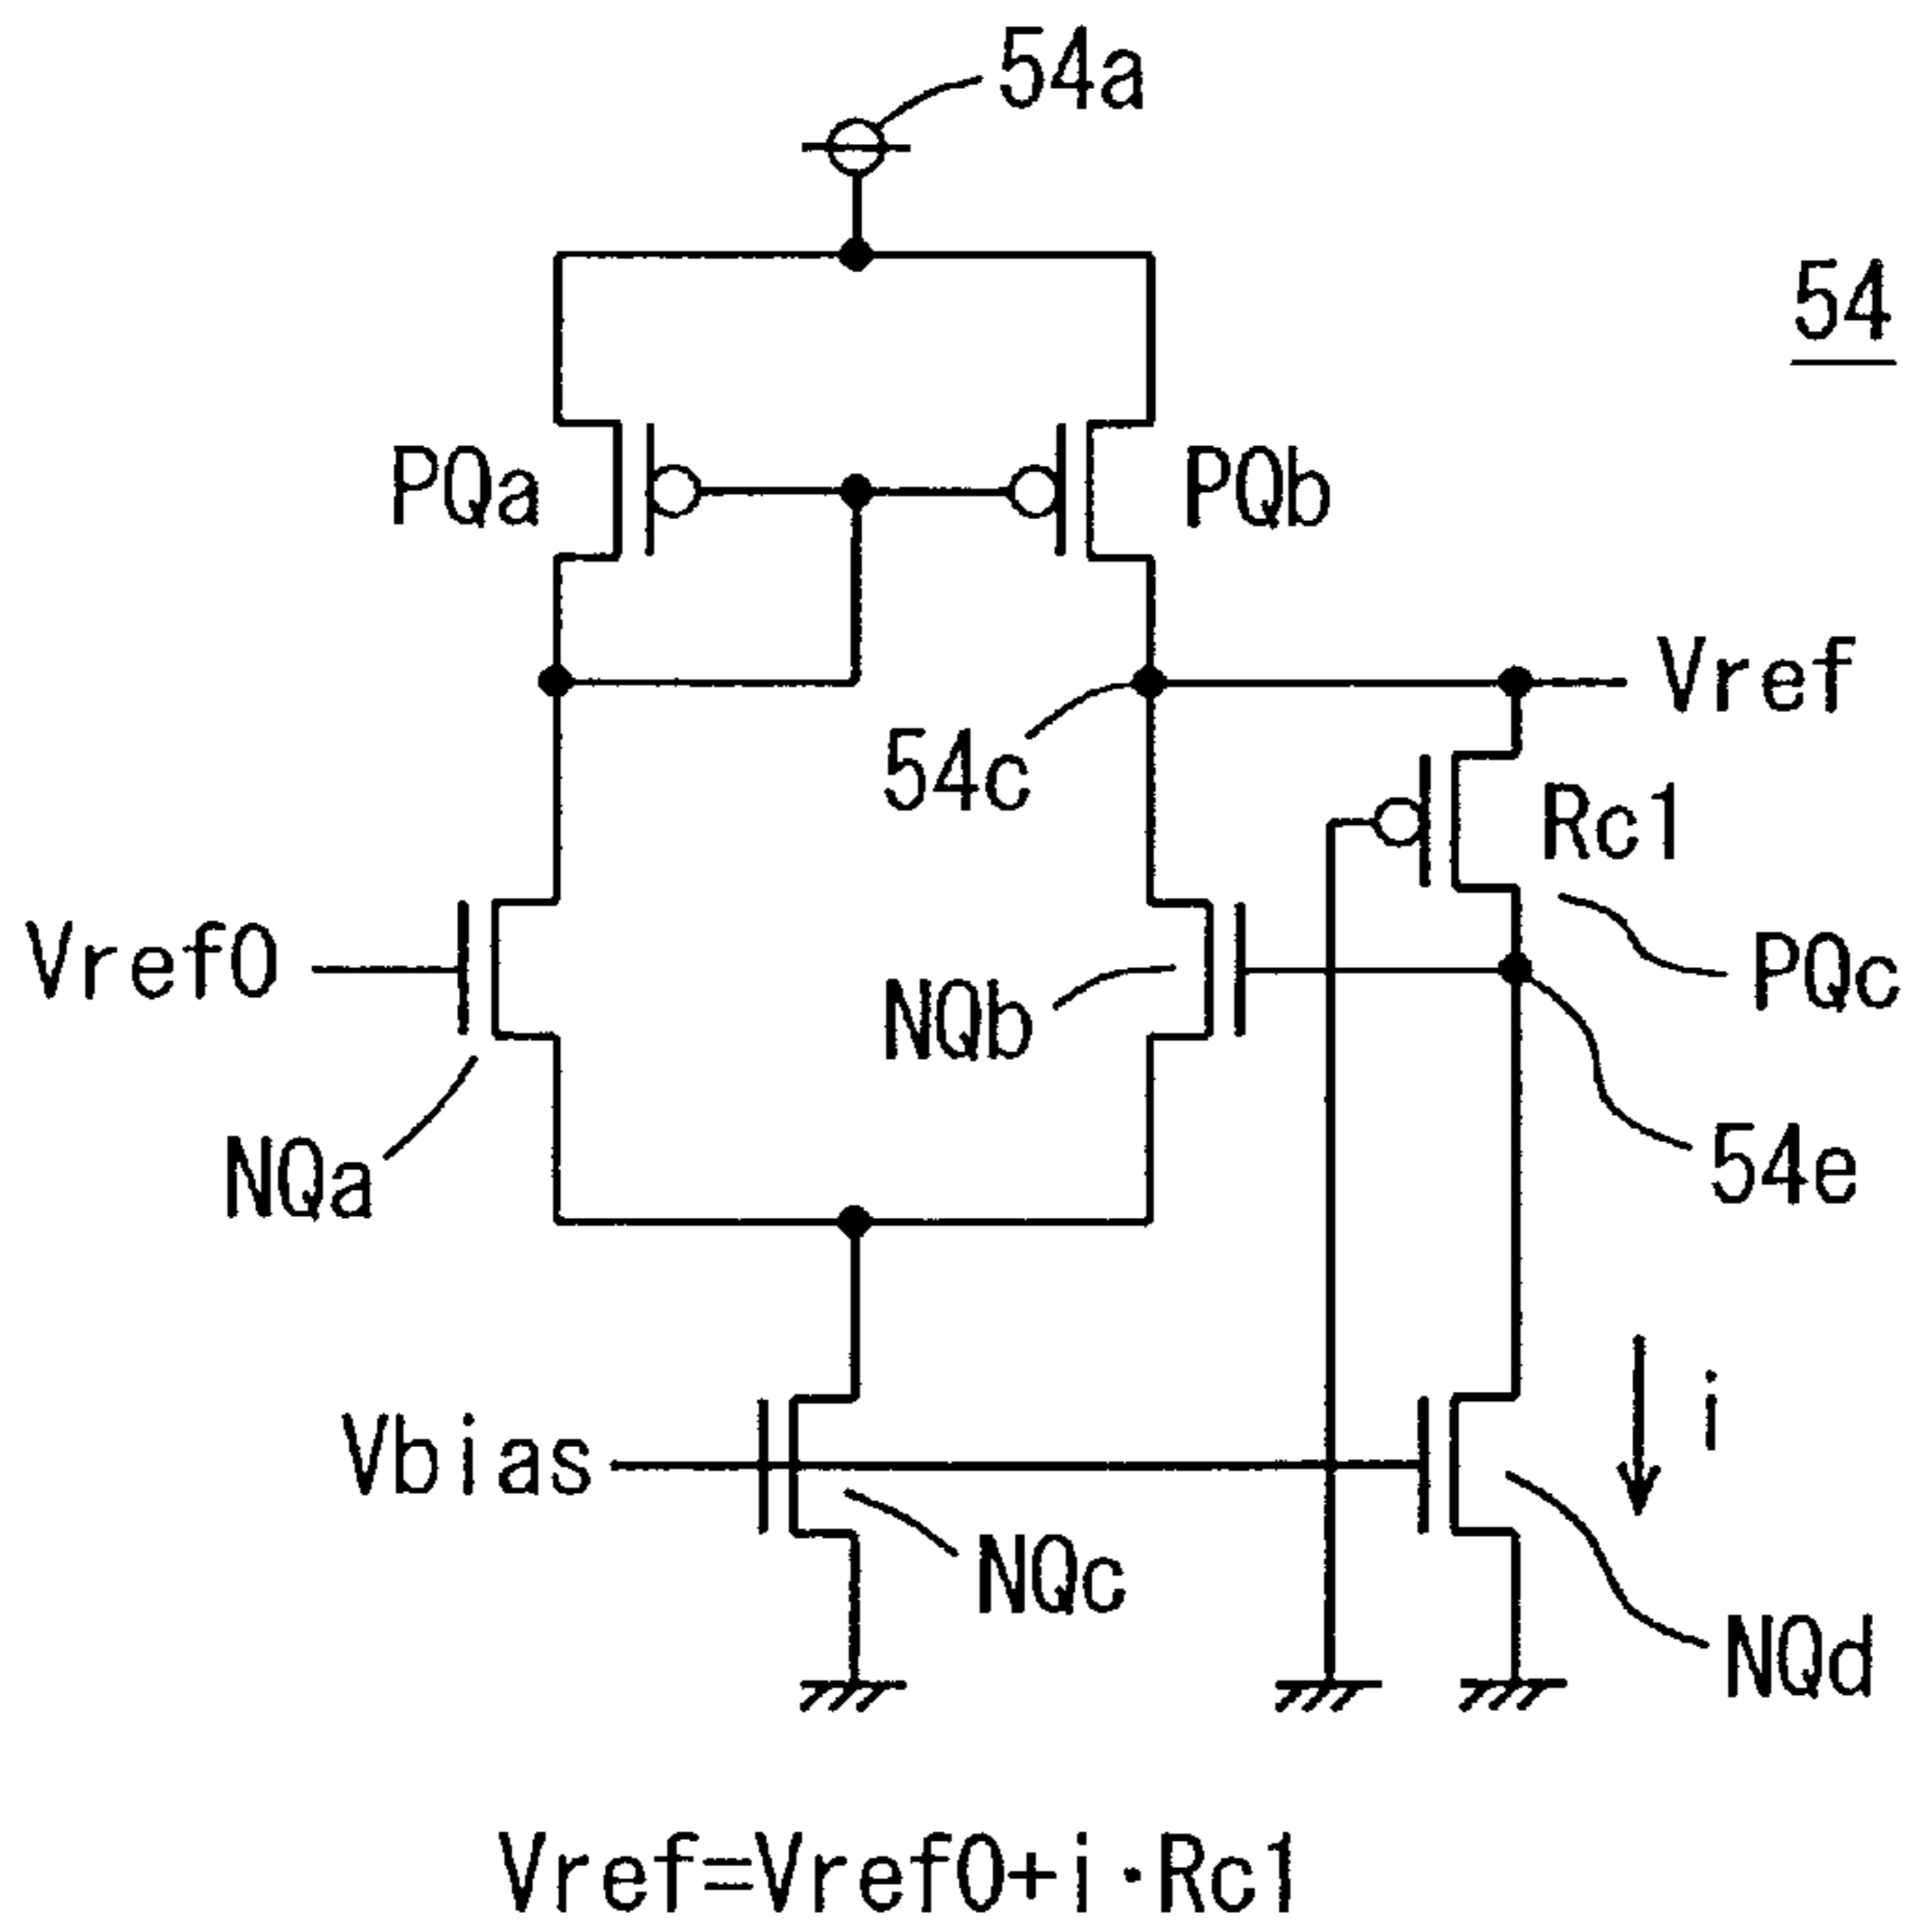 54a
54
PQa
PQb
Vref
54c
Rc1
Vref0
NQb
PQc
NQa
54e
i
Vbias
NQc
NQd
Vref=Vref0+i·Rc1